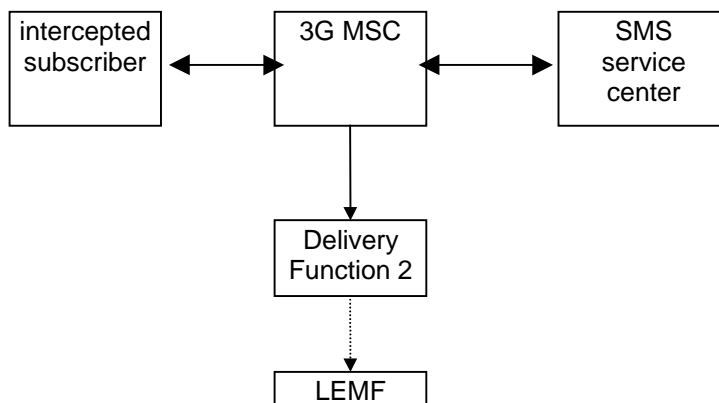 intercepted
subscriber
3G MSC
SMS
service
center
Delivery
Function 2
LEMF